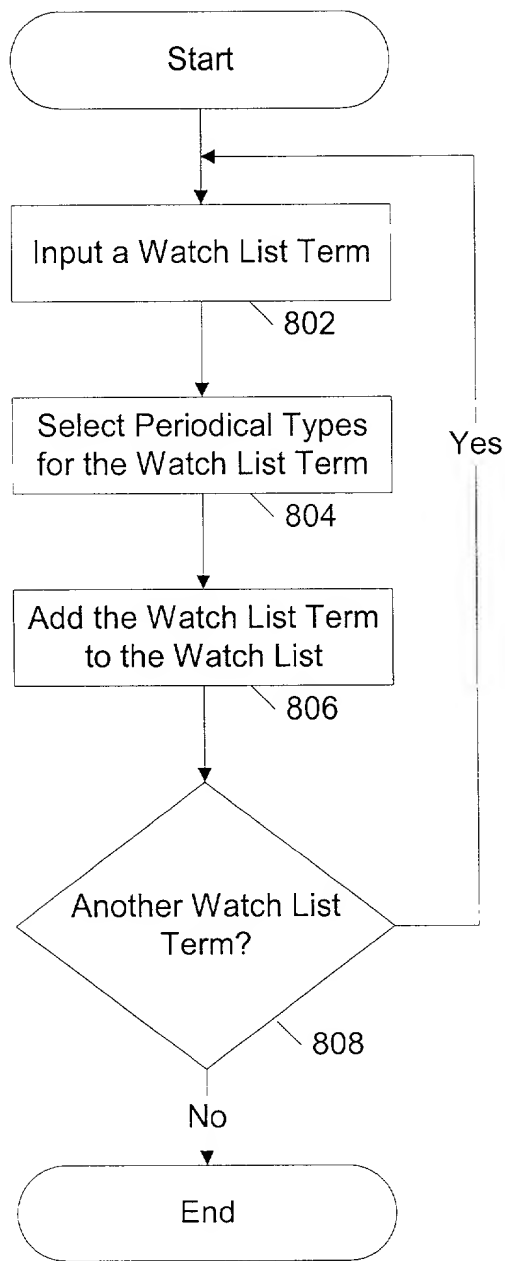 Start
Input a Watch List Term
802
Select Periodical Types
for the Watch List Term
804
Yes
Add the Watch List Term
to the Watch List
806
Another Watch List
Term?
808
No
End